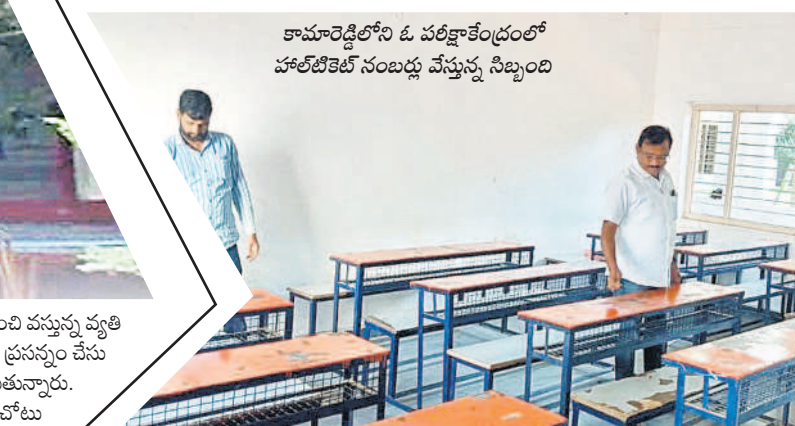 కామారెడ్డిలోని ఓ పరీక్షాకేంద్రంలో
హాల్‌టికెట్ నంబర్లు వేస్తున్న సిబ్బంది
వస్తున్న వ్యతి
ప్రసన్నం చేసు
చోటు